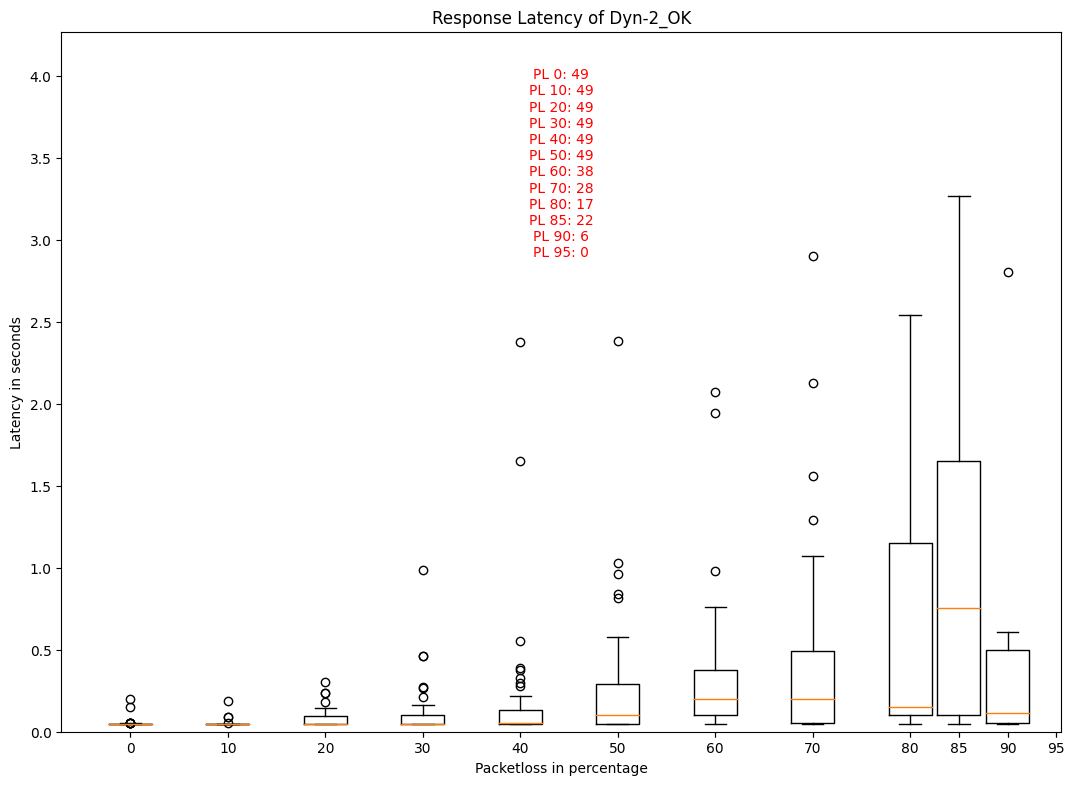 Response Latency of Dyn-2_OK
PL 0: 49
PL 10: 49
PL 20: 49
PL 30: 49
PL 40: 49
PL 50: 49
PL 60: 38
PL 70: 28
PL 80: 17
PL 85: 22
PL 90: 6
PL 95: 0
Latency in seconds
4.0
3.5
3.0
2.5
2.0
1.5
1.0
0.5
0.0
0 10 20 30 40 50 60 70 80 85 90 95
Packetloss in percentage